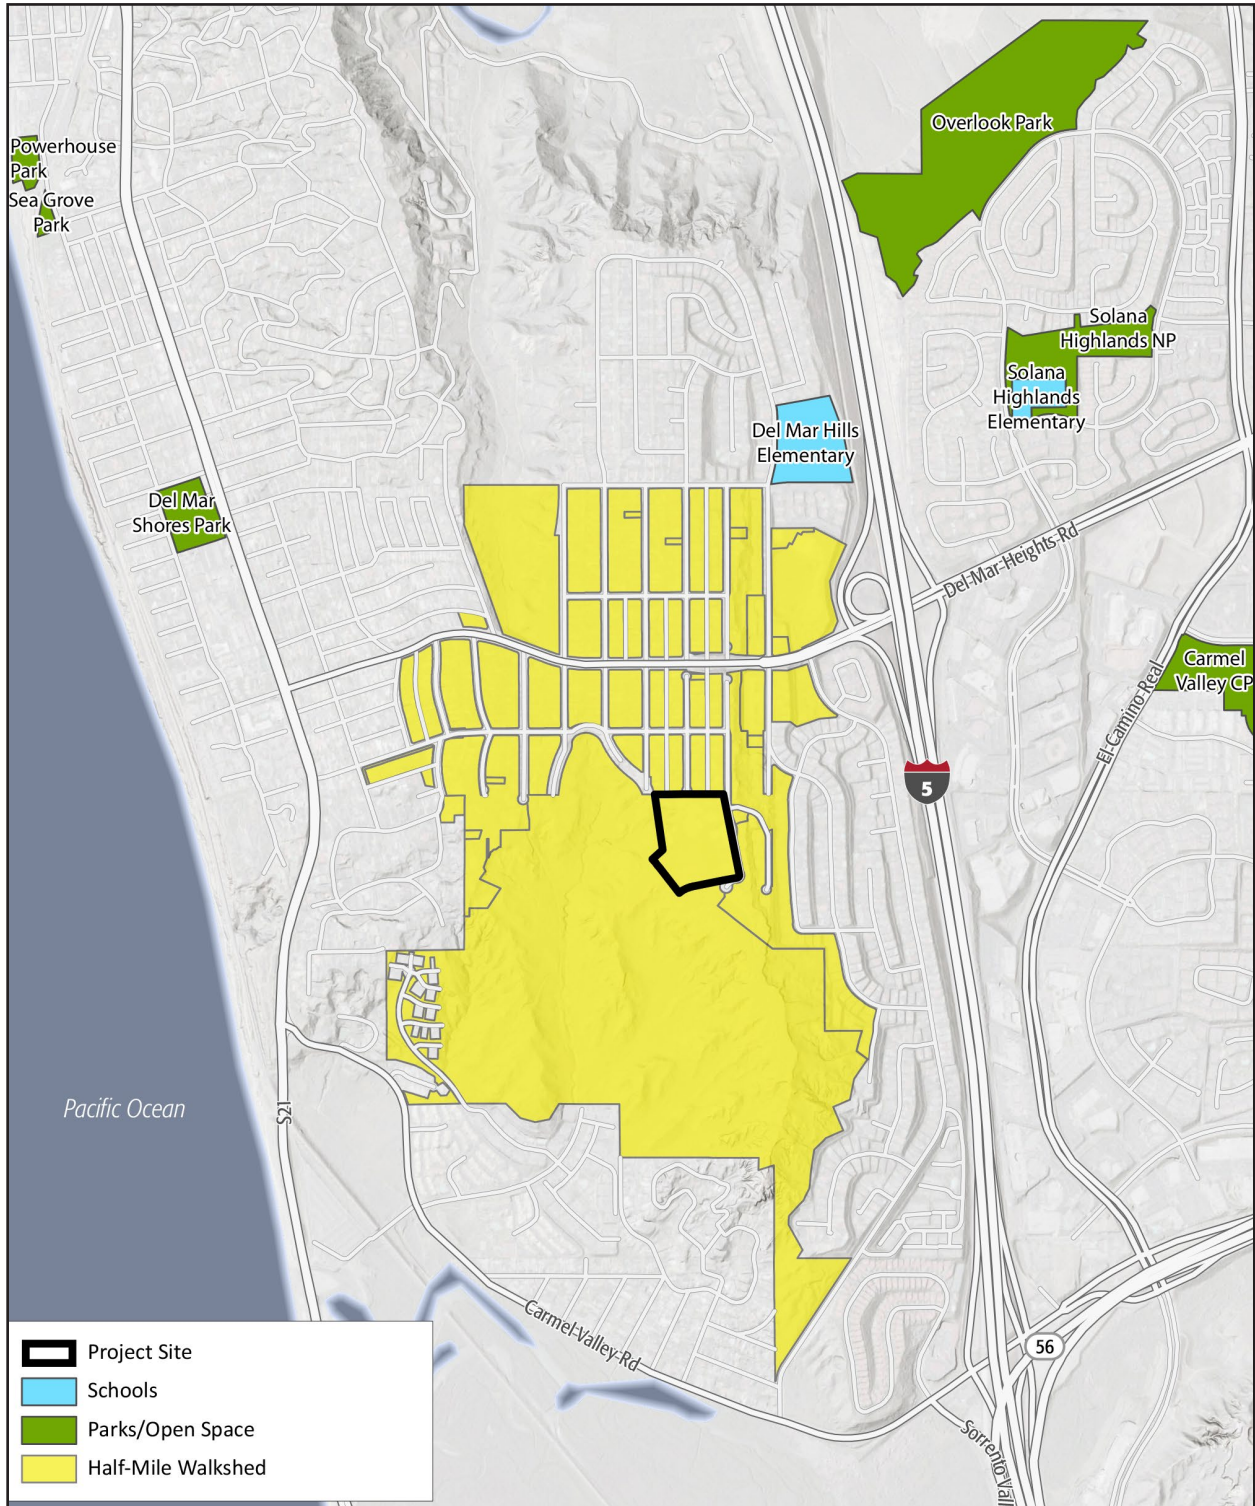 Overlook Park
Powerhouse
Park
Sea Grove
Park
Solana
Highlands NP
Solana
Highlands
Elementary
Del Mar Hills
Elementary
Del Mar
Shores Park
Del Mar Heights Rd
Carmel
Valley CP
El Camino Real
5
Pacific Ocean
S21
Carmel Valley Rd
56
Sorrento Vall
Project Site
Schools
Parks/Open Space
Half-Mile Walkshed